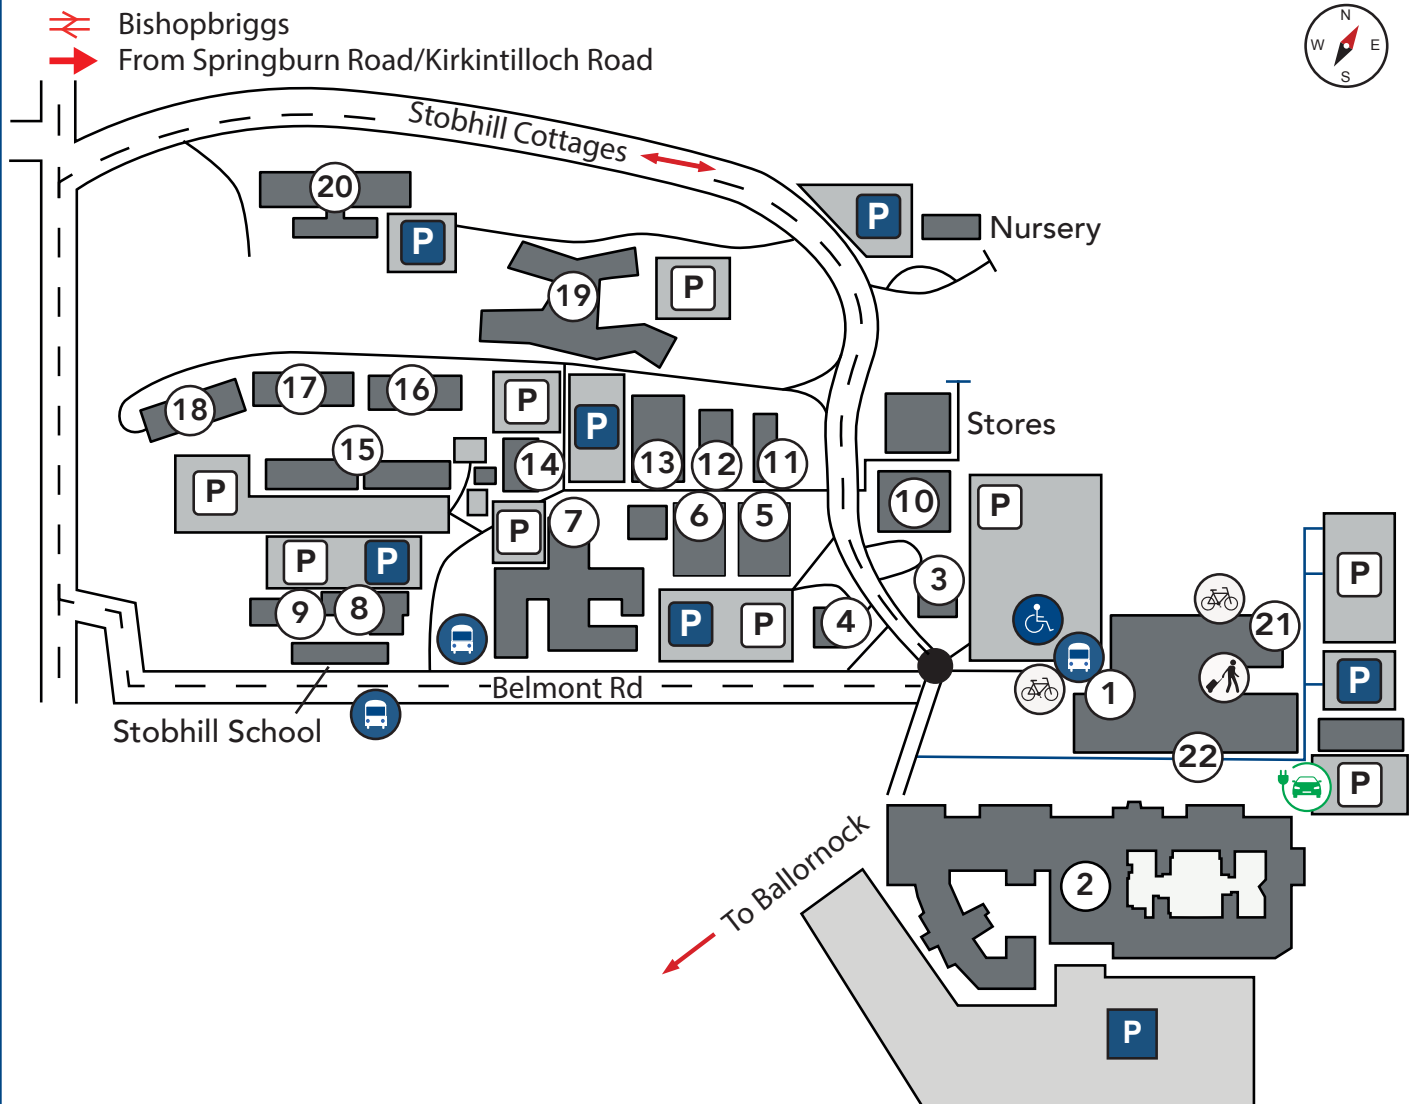 Bishopbriggs
From Springburn Road/Kirkintilloch Road
N
W E
S
Stobhill Cottages
20
P
P
Nursery
19
P
18
17
16
P
P
Stores
15
14
13
12
11
P
10
P
7
6
5
P
P
P
P
3
9
8
P
P
4
21
P
1
Belmont Rd
Stobhill School
22
P
To Ballornock
2
P